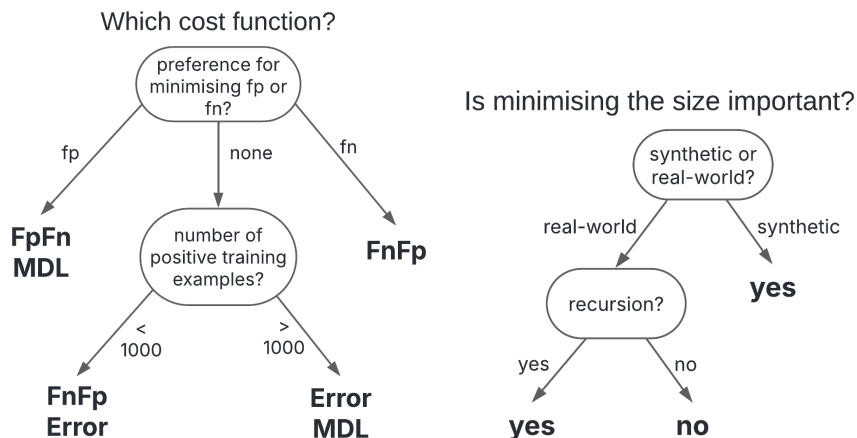 Which cost function?
preference for
minimising fp or
fn?
fp
none
fn
FpFn
MDL
number of
positive training
examples?
FnFp
<
1000
>
1000
FnFp
Error
Error
MDL
Is minimising the size important?
synthetic or
real-world?
real-world
synthetic
recursion?
yes
yes
no
yes
no